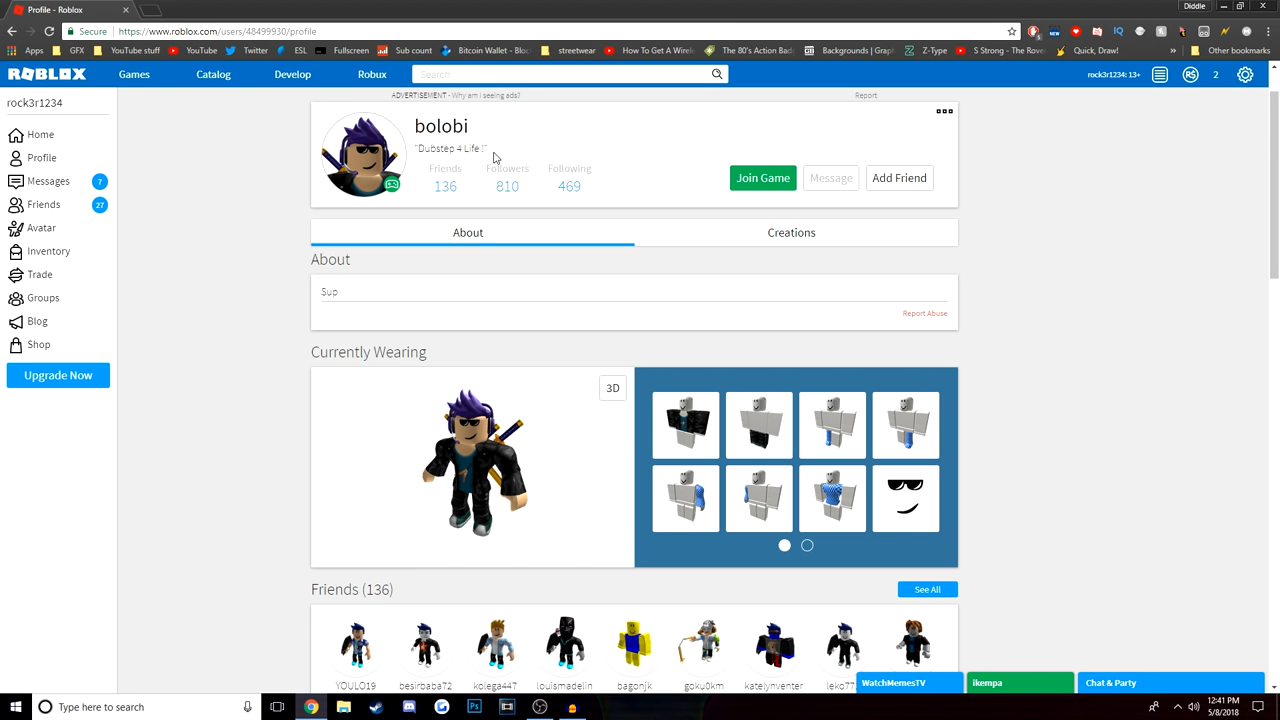 Profile - Roblox
Diddle
Secure https://www.roblox.com/users/48499930/profile
Apps GFX YouTube stuff YouTube Twitter ESL Fullscreen Sub count Bitcoin Wallet - Bloc streetwear How To Get A Wirele The 80's Action Bad Backgrounds | Grap Z-Type S Strong - The Rove Quick, Draw! » Other bookmarks
ROBLOX Games Catalog Develop Robux Search rock3r1234: 13+ 2
rock3r1234
Home
Profile
Messages 7
Friends 27
Avatar
Inventory
Trade
Groups
Blog
Shop
Upgrade Now
ADVERTISEMENT - Why am I seeing ads? Report
bolobi
"Dubstep 4 Life !"
Friends Followers Following
136 810 469
Join Game Message Add Friend
About Creations
About
Sup
Report Abuse
Currently Wearing
3D
Friends (136) See All
YOULO19 besirbaba72 kolega447 louismadelin bagonjk goku0km katelynventer leko77
WatchMemesTV ikempa Chat & Party
Type here to search
12:41 PM
5/8/2018